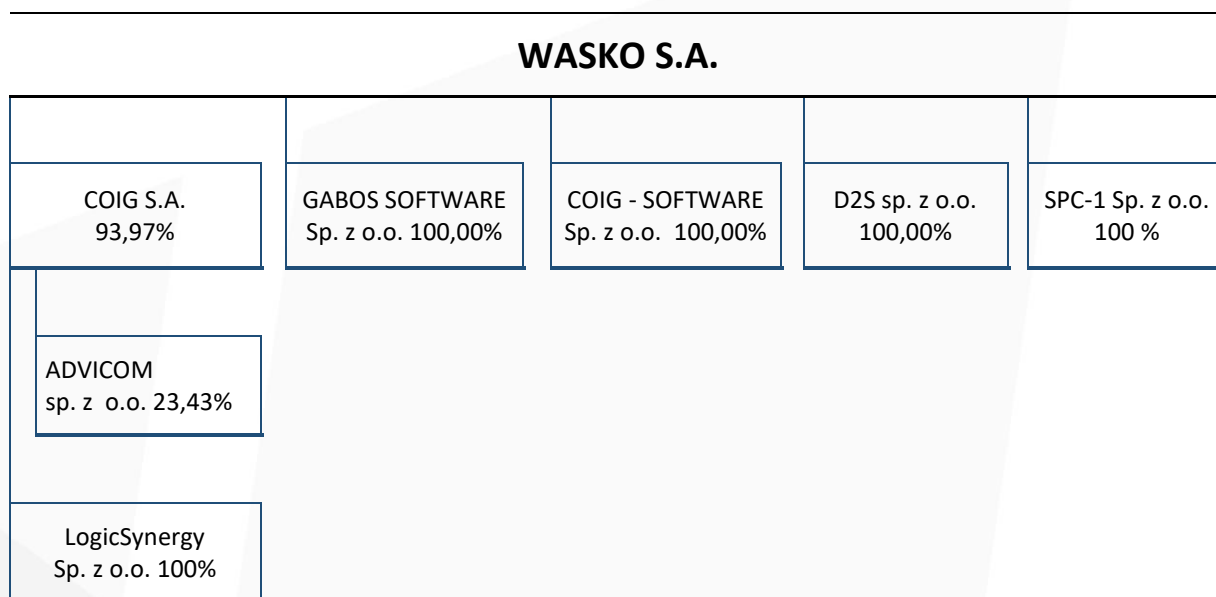 WASKO S.A.
COIG S.A.
93,97%
GABOS SOFTWARE
Sp. z o.o. 100,00%
COIG - SOFTWARE
Sp. z o.o.  100,00%
D2S sp. z o.o.
100,00%
SPC-1 Sp. z o.o.
100 %
ADVICOM
sp. z  o.o. 23,43%
LogicSynergy
Sp. z o.o. 100%